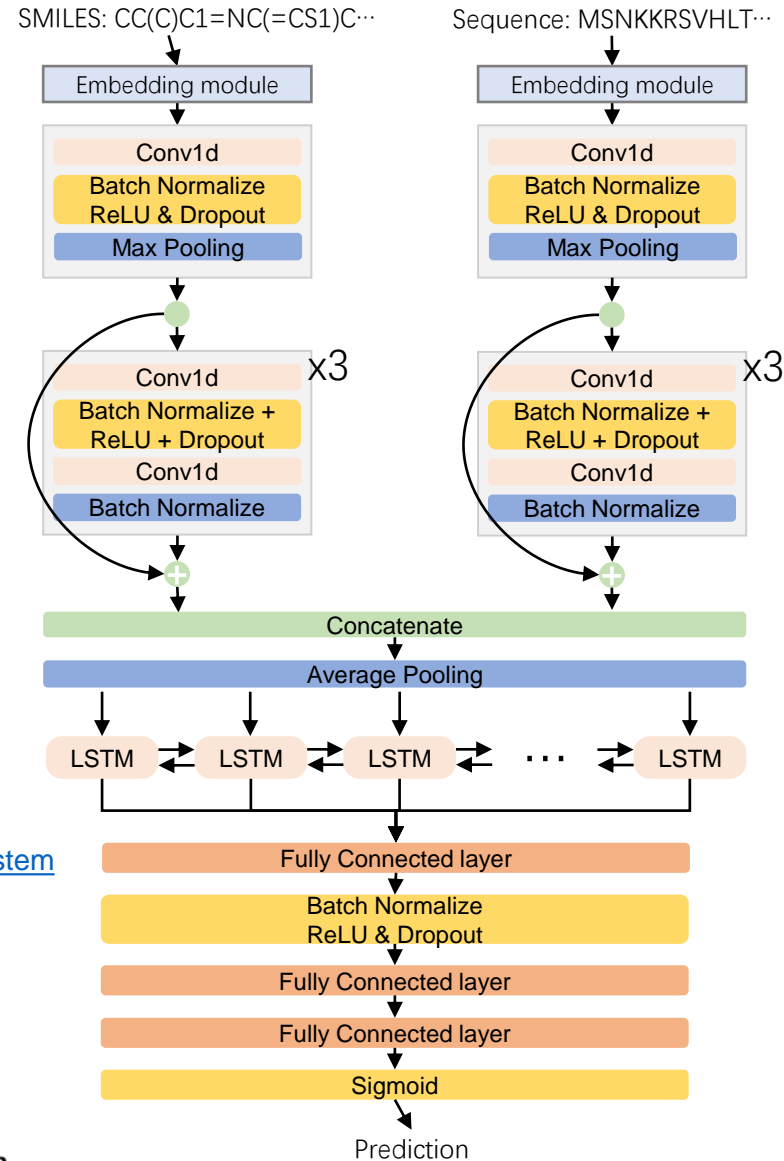 SMILES: CC(C)C1=NC(=CS1)C···
Sequence: MSNKKRSVHLT···
Embedding module
Embedding module
Conv1d
Batch Normalize
ReLU & Dropout
Max Pooling
Conv1d
Batch Normalize
ReLU & Dropout
Max Pooling
x3
Conv1d
Batch Normalize +
ReLU + Dropout
Conv1d
Batch Normalize
x3
Conv1d
Batch Normalize +
ReLU + Dropout
Conv1d
Batch Normalize
Concatenate
Average Pooling
LSTM LSTM LSTM ··· LSTM
stem
Fully Connected layer
Batch Normalize
ReLU & Dropout
Fully Connected layer
Fully Connected layer
Sigmoid
Prediction